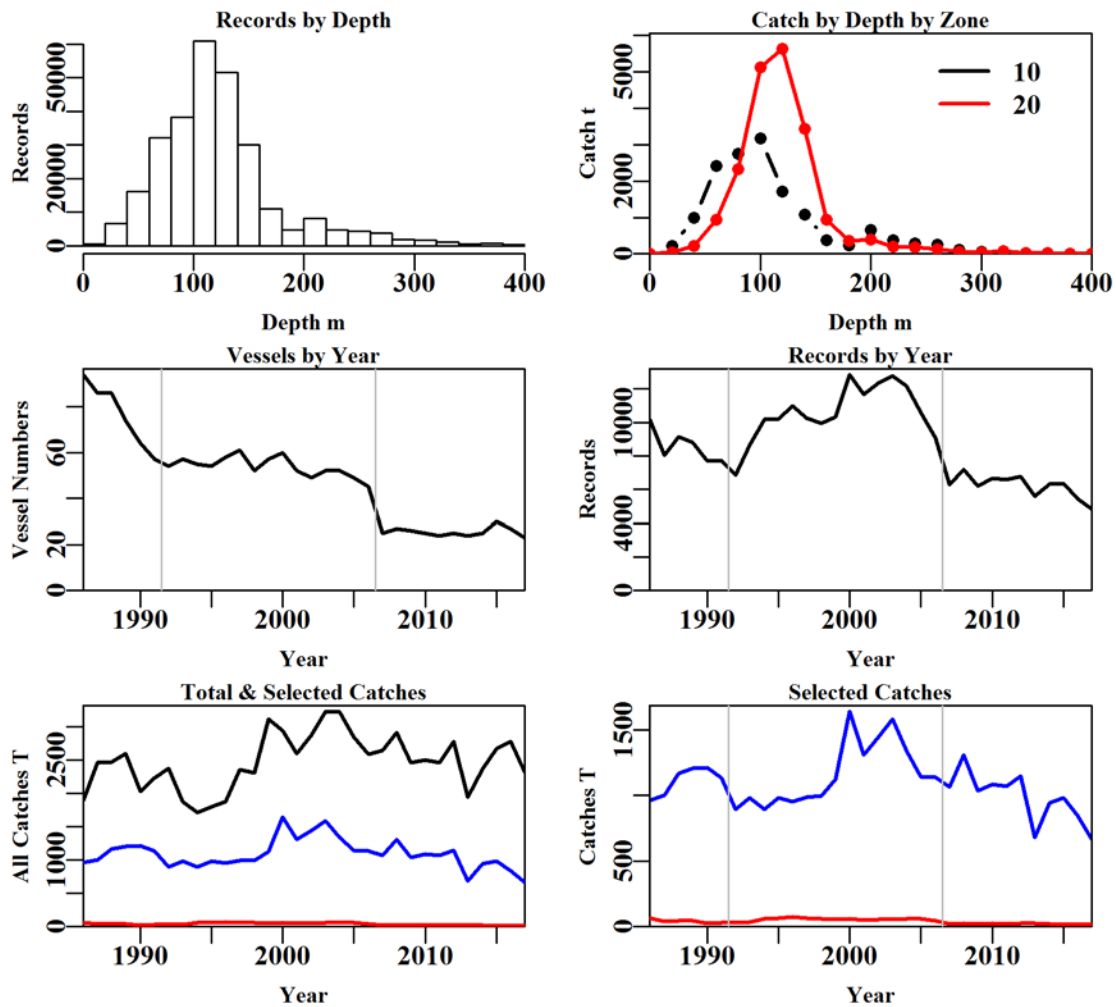 Records by Depth
Records
0 20000 50000
0 100 200 300 400
Depth m
Catch by Depth by Zone
Catch t
0 2000 5000
10
20
0 100 200 300 400
Depth m
Vessels by Year
Vessel Numbers
0 20 60
1990 2000 2010
Year
Records by Year
Records
0 4000 10000
1990 2000 2010
Year
Total & Selected Catches
All Catches T
0 1000 2500
1990 2000 2010
Year
Selected Catches
Catches T
0 500 1500
1990 2000 2010
Year